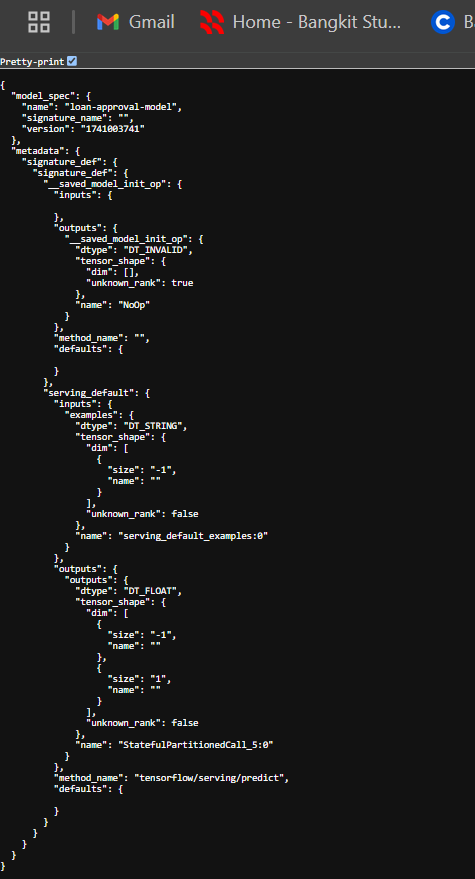 Gmail
Home - Bangkit Stu...
Pretty-print
{
  "model_spec": {
    "name": "loan-approval-model",
    "signature_name": "",
    "version": "1741003741"
  },
  "metadata": {
    "signature_def": {
      "signature_def": {
        "__saved_model_init_op": {
          "inputs": {

          },
          "outputs": {
            "__saved_model_init_op": {
              "dtype": "DT_INVALID",
              "tensor_shape": {
                "dim": [],
                "unknown_rank": true
              },
              "name": "NoOp"
            }
          },
          "method_name": "",
          "defaults": {

          }
        },
        "serving_default": {
          "inputs": {
            "examples": {
              "dtype": "DT_STRING",
              "tensor_shape": {
                "dim": [
                  {
                    "size": "-1",
                    "name": ""
                  }
                ],
                "unknown_rank": false
              },
              "name": "serving_default_examples:0"
            }
          },
          "outputs": {
            "outputs": {
              "dtype": "DT_FLOAT",
              "tensor_shape": {
                "dim": [
                  {
                    "size": "-1",
                    "name": ""
                  },
                  {
                    "size": "1",
                    "name": ""
                  }
                ],
                "unknown_rank": false
              },
              "name": "StatefulPartitionedCall_5:0"
            }
          },
          "method_name": "tensorflow/serving/predict",
          "defaults": {

          }
        }
      }
    }
  }
}